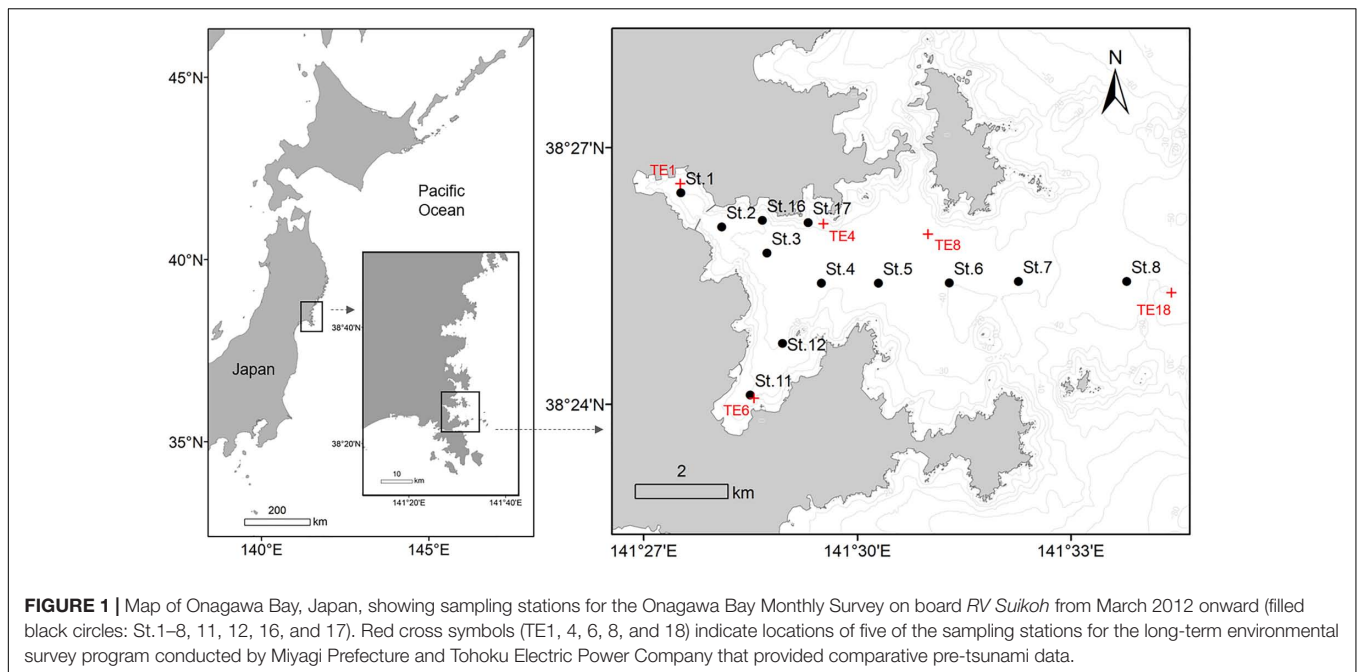 45°N
40°N
35°N
140°E
145°E
Pacific
Ocean
Japan
200
km
38°40'N
38°20'N
10
km
141°20'E
141°40'E
N
38°27'N
38°24'N
141°27'E
141°30'E
141°33'E
TE1
St.1
St.2
St.16
St.17
TE4
St.3
TE8
St.4
St.5
St.6
St.7
St.8
TE18
St.12
St.11
TE6
2
km
FIGURE 1 | Map of Onagawa Bay, Japan, showing sampling stations for the Onagawa Bay Monthly Survey on board RV Suikoh from March 2012 onward (filled
black circles: St.1–8, 11, 12, 16, and 17). Red cross symbols (TE1, 4, 6, 8, and 18) indicate locations of five of the sampling stations for the long-term environmental
survey program conducted by Miyagi Prefecture and Tohoku Electric Power Company that provided comparative pre-tsunami data.